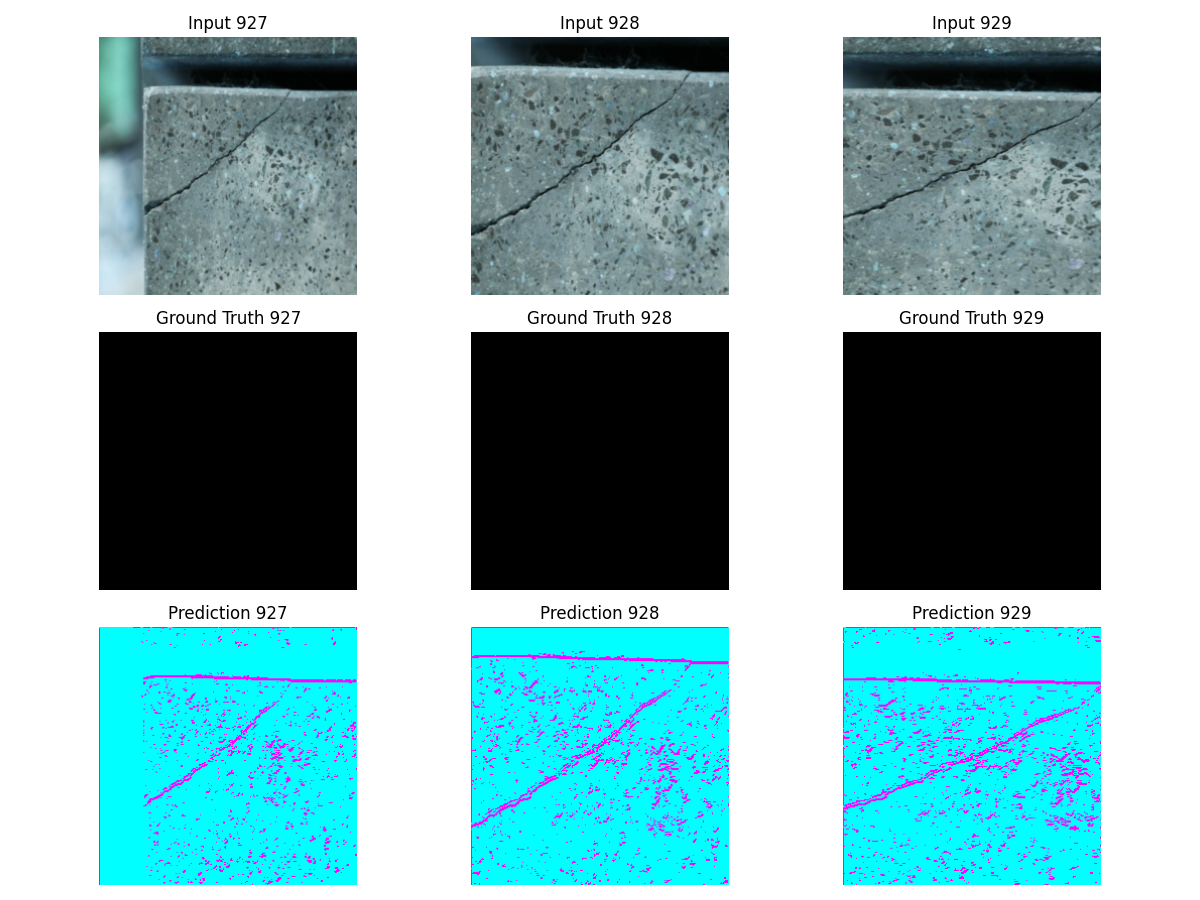 Input 927
Input 928
Input 929
Ground Truth 927
Ground Truth 928
Ground Truth 929
Prediction 927
Prediction 928
Prediction 929